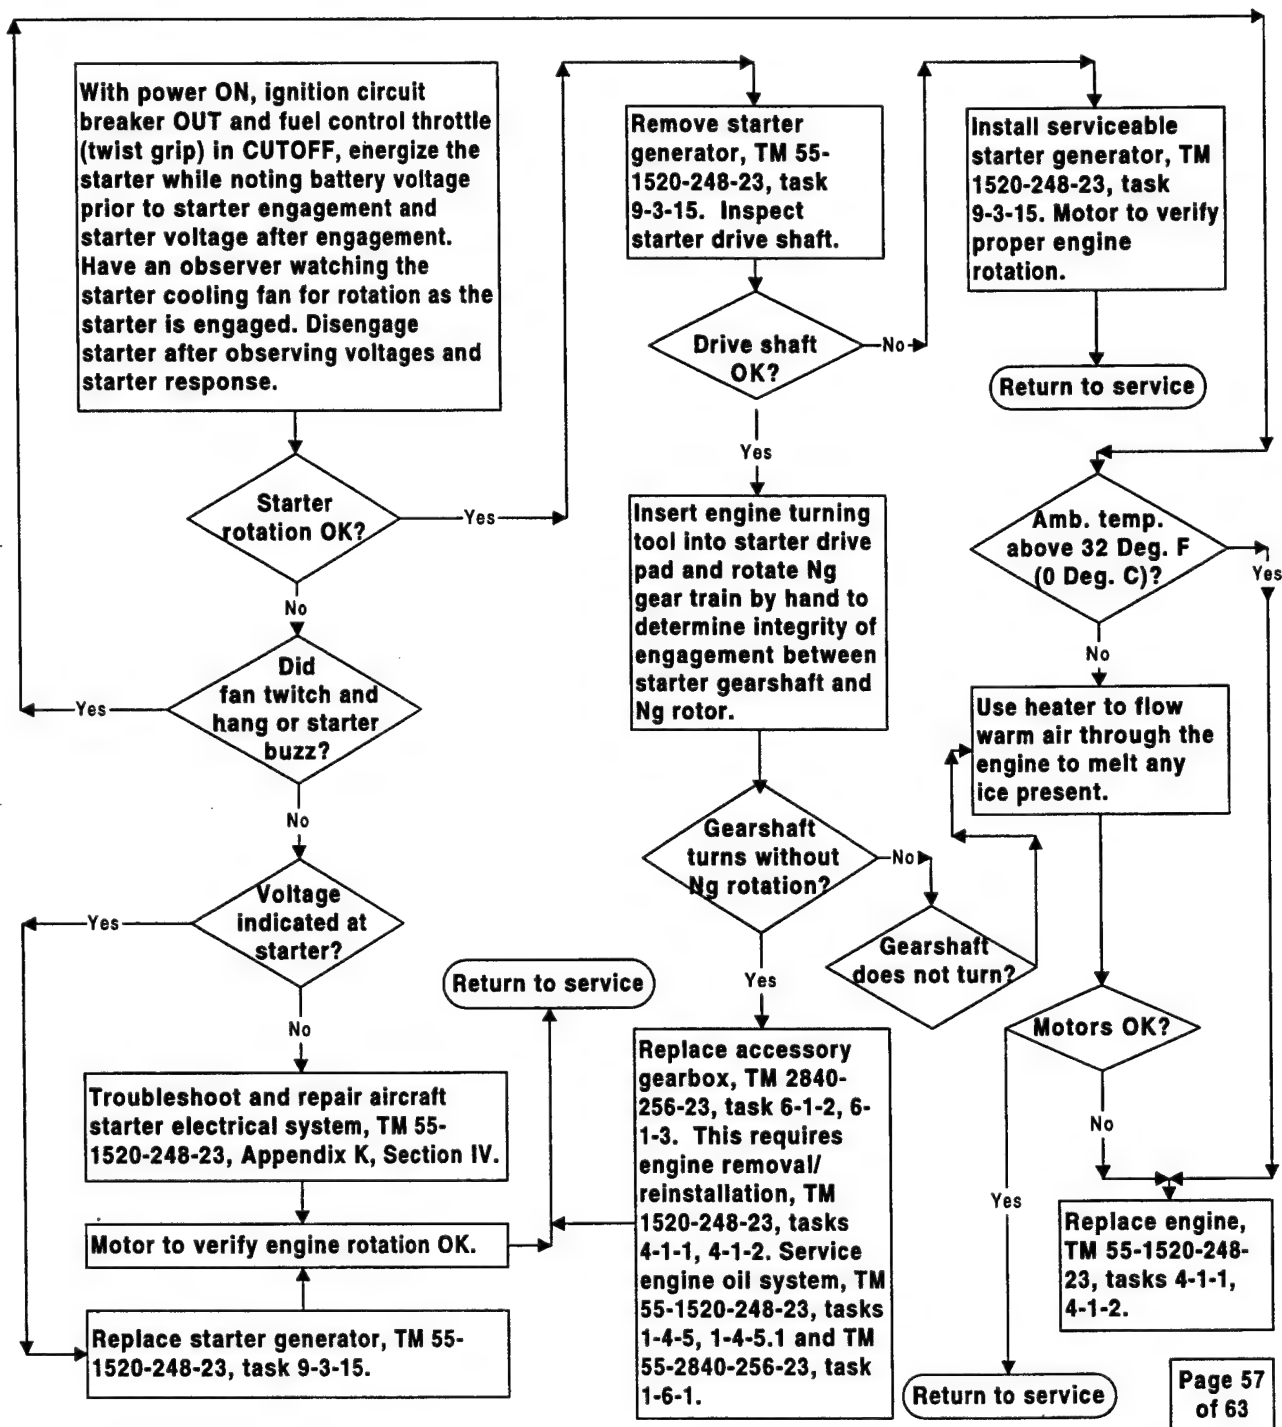 With power ON, ignition circuit
breaker OUT and fuel control throttle
(twist grip) in CUTOFF, energize the
starter while noting battery voltage
prior to starter engagement and
starter voltage after engagement.
Have an observer watching the
starter cooling fan for rotation as the
starter is engaged. Disengage
starter after observing voltages and
starter response.
Starter
rotation OK?
Yes
No
Did
fan twitch and
hang or starter
buzz?
Yes
No
Voltage
indicated at
starter?
Yes
No
Troubleshoot and repair aircraft
starter electrical system, TM 55-
1520-248-23, Appendix K, Section IV.
Motor to verify engine rotation OK.
Replace starter generator, TM 55-
1520-248-23, task 9-3-15.
Return to service
Remove starter
generator, TM 55-
1520-248-23, task
9-3-15. Inspect
starter drive shaft.
Drive shaft
OK?
No
Yes
Insert engine turning
tool into starter drive
pad and rotate Ng
gear train by hand to
determine integrity of
engagement between
starter gearshaft and
Ng rotor.
Gearshaft
turns without
Ng rotation?
No
Yes
Gearshaft
does not turn?
Replace accessory
gearbox, TM 2840-
256-23, task 6-1-2, 6-
1-3. This requires
engine removal/
reinstallation, TM
1520-248-23, tasks
4-1-1, 4-1-2. Service
engine oil system, TM
55-1520-248-23, tasks
1-4-5, 1-4-5.1 and TM
55-2840-256-23, task
1-6-1.
Install serviceable
starter generator, TM
1520-248-23, task
9-3-15. Motor to verify
proper engine
rotation.
Return to service
Amb. temp.
above 32 Deg. F
(0 Deg. C)?
Yes
No
Use heater to flow
warm air through the
engine to melt any
ice present.
Motors OK?
No
Yes
Replace engine,
TM 55-1520-248-
23, tasks 4-1-1,
4-1-2.
Return to service
Page 57
of 63